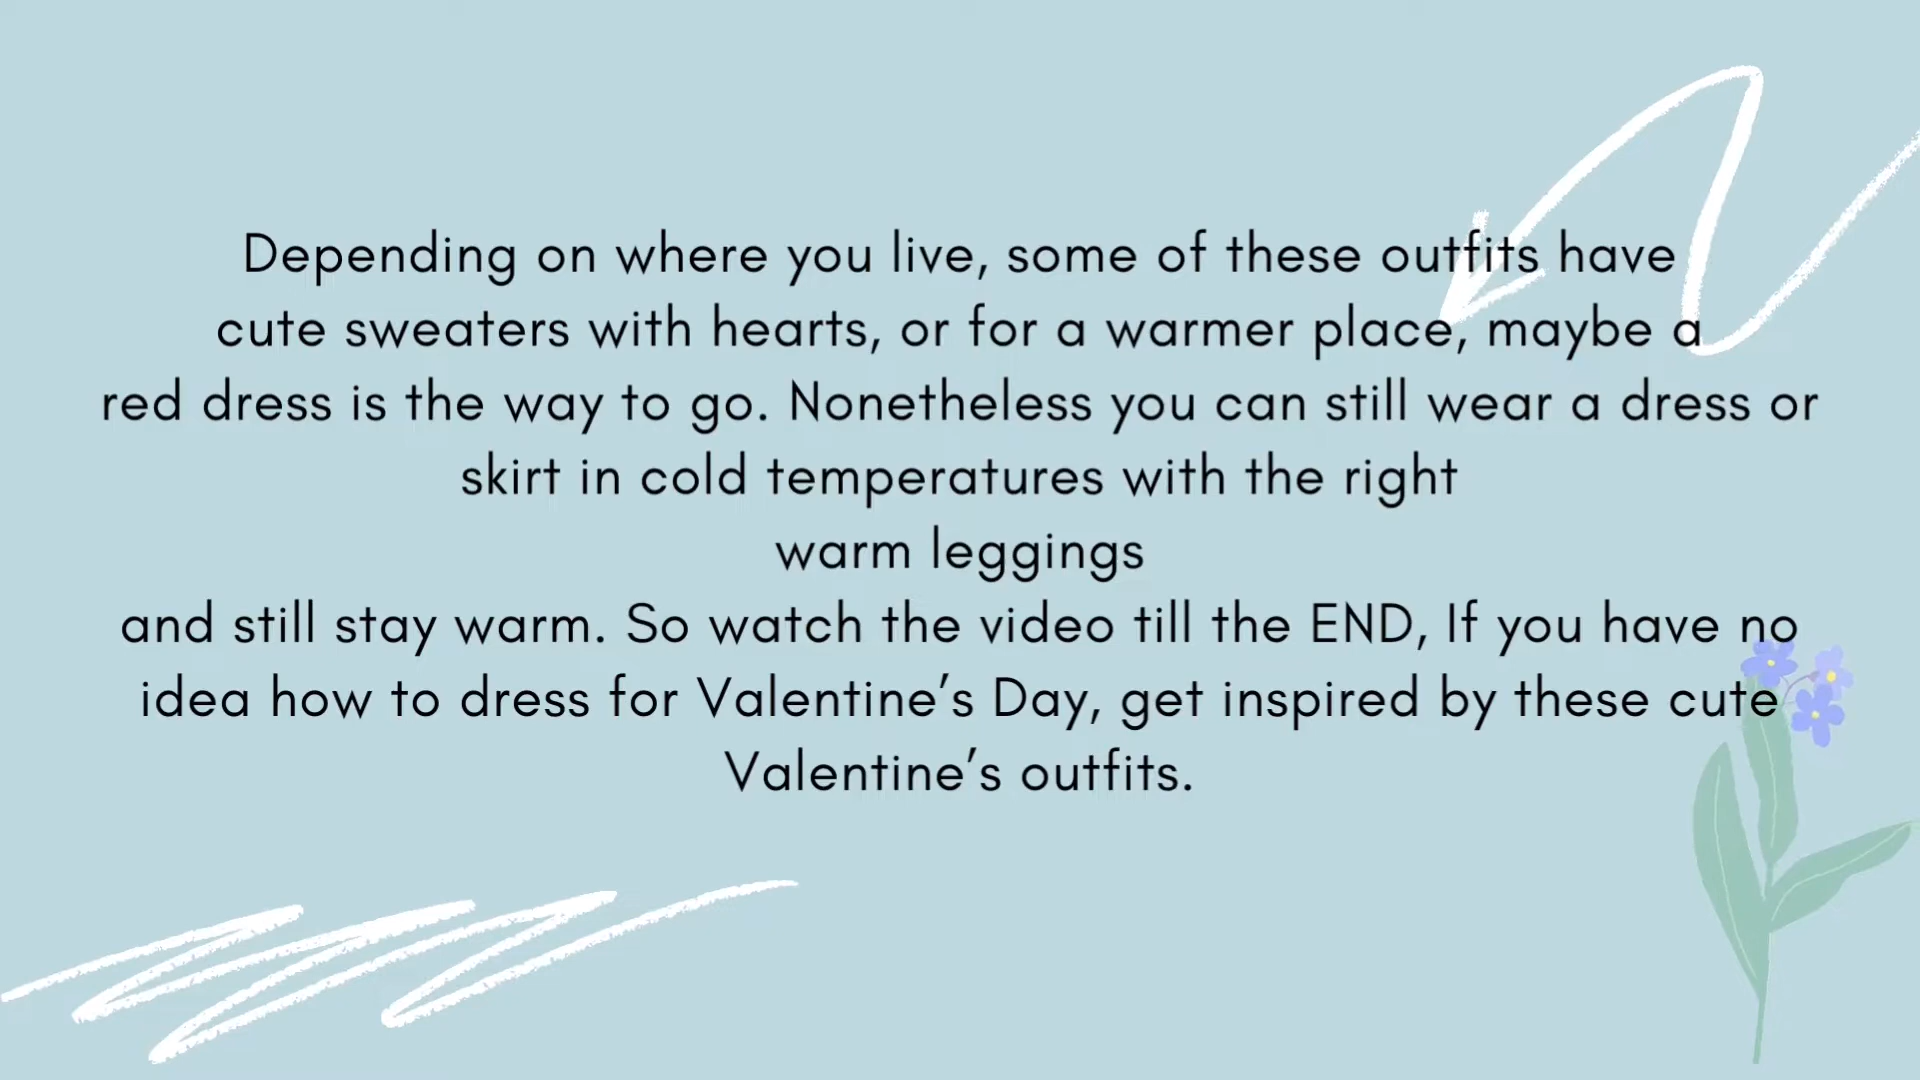 Depending on where you live, some of these outfits have
cute sweaters with hearts, or for a warmer place, maybe a
red dress is the way to go. Nonetheless you can still wear a dress or
skirt in cold temperatures with the right
warm leggings
and still stay warm. So watch the video till the END, If you have no
idea how to dress for Valentine’s Day, get inspired by these cute
Valentine’s outfits.